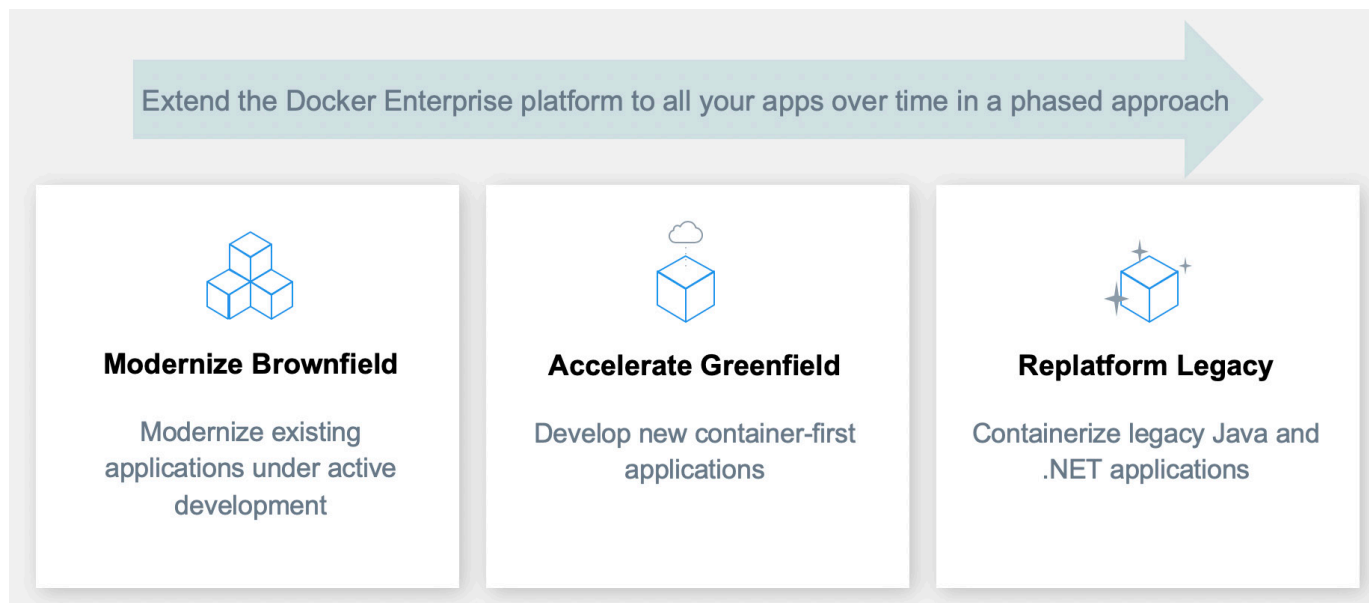 Extend the Docker Enterprise platform to all your apps over time in a phased approach
Modernize Brownfield
Modernize existing
applications under active
development
Accelerate Greenfield
Develop new container-first
applications
Replatform Legacy
Containerize legacy Java and
.NET applications